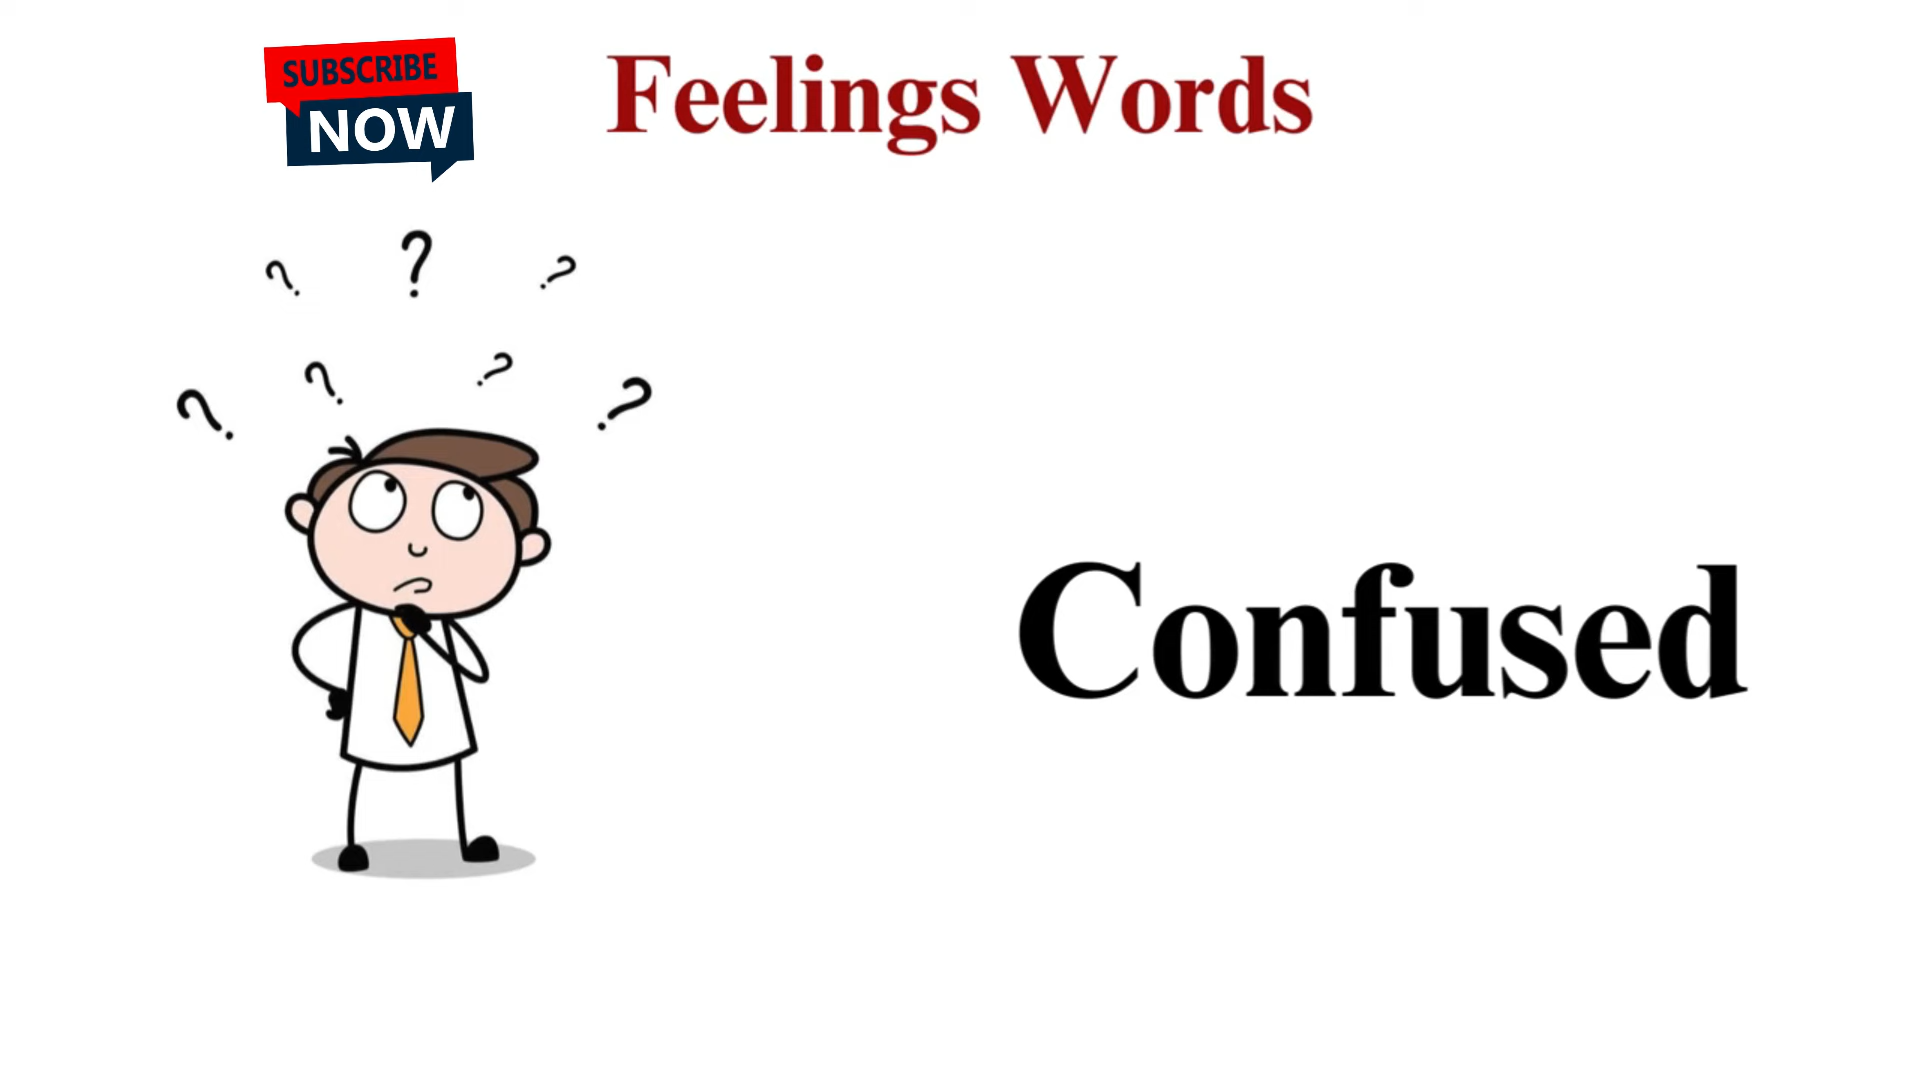 SUBSCRIBE
NOW
Feelings Words
? ? ?
? ? ? ?
Confused